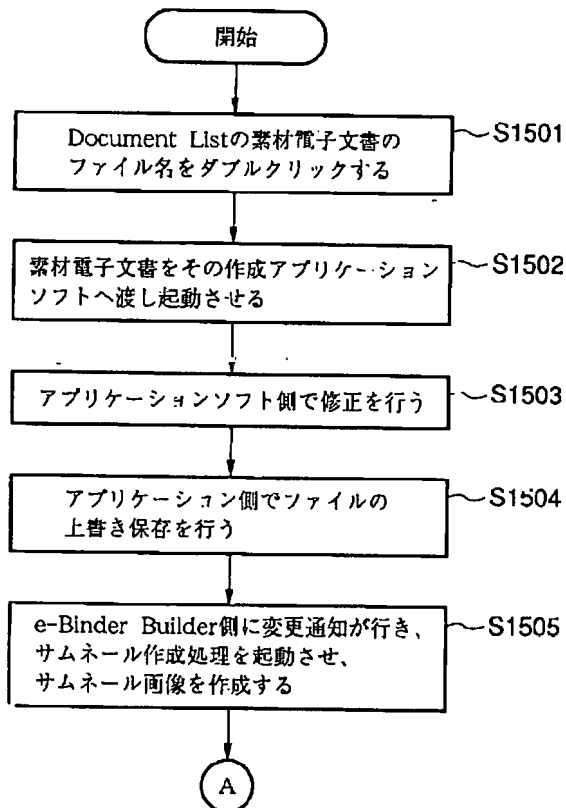 開始
Document Listの素材電子文書の
ファイル名をダブルクリックする
S1501
素材電子文書をその作成アプリケーション
ソフトへ渡し起動させる
S1502
アプリケーションソフト側で修正を行う
S1503
アプリケーション側でファイルの
上書き保存を行う
S1504
e-Binder Builder側に変更通知が行き、
サムネール作成処理を起動させ、
サムネール画像を作成する
S1505
A